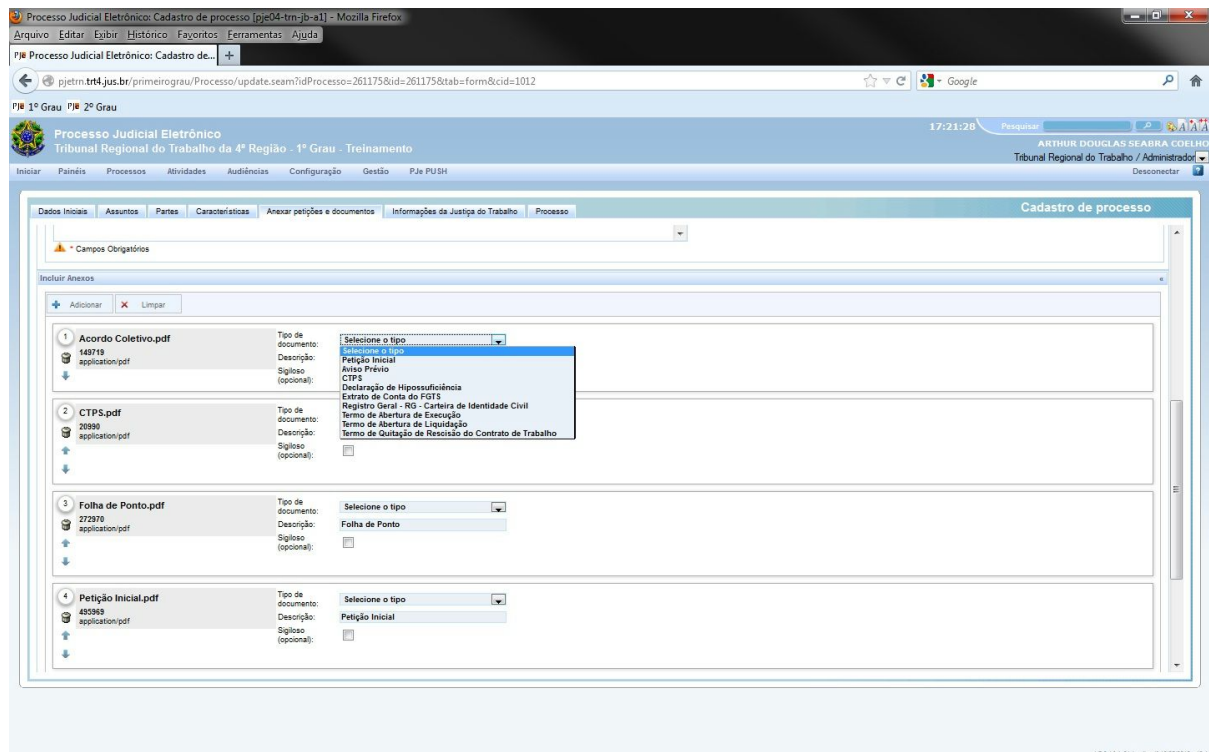 Processo Judicial Eletrônico: Cadastro de processo [pje04-trn-jb-a1] - Mozilla Firefox
Arquivo Editar Exibir Histórico Favoritos Ferramentas Ajuda
PJe Processo Judicial Eletrônico: Cadastro de... +
pjetrn.trt4.jus.br/primeirograu/Processo/update.seam?idProcesso=261175&id=261175&tab=form&cid=1012
Google
PJe 1º Grau PJe 2º Grau
Processo Judicial Eletrônico
17:21:28
Pesquisar
A A A
Tribunal Regional do Trabalho da 4ª Região - 1º Grau - Treinamento
ARTHUR DOUGLAS SEABRA COELHO
Tribunal Regional do Trabalho / Administrador
Iniciar Painéis Processos Atividades Audiências Configuração Gestão PJe PUSH
Desconectar ?
Dados Iniciais Assuntos Partes Características Anexar petições e documentos Informações da Justiça do Trabalho Processo
Cadastro de processo
* Campos Obrigatórios
Incluir Anexos
Adicionar Limpar
1 Acordo Coletivo.pdf
149719
application/pdf
Tipo de documento: Selecione o tipo
Descrição:
Sigiloso (opcional):
Selecione o tipo
Petição Inicial
Aviso Prévio
CTPS
Declaração de Hipossuficiência
Extrato de Conta do FGTS
Registro Geral - RG - Carteira de Identidade Civil
Termo de Abertura de Execução
Termo de Abertura de Liquidação
Termo de Quitação de Rescisão do Contrato de Trabalho
2 CTPS.pdf
20990
application/pdf
Tipo de documento:
Descrição:
Sigiloso (opcional):
3 Folha de Ponto.pdf
272970
application/pdf
Tipo de documento: Selecione o tipo
Descrição: Folha de Ponto
Sigiloso (opcional):
4 Petição Inicial.pdf
495969
application/pdf
Tipo de documento: Selecione o tipo
Descrição: Petição Inicial
Sigiloso (opcional):